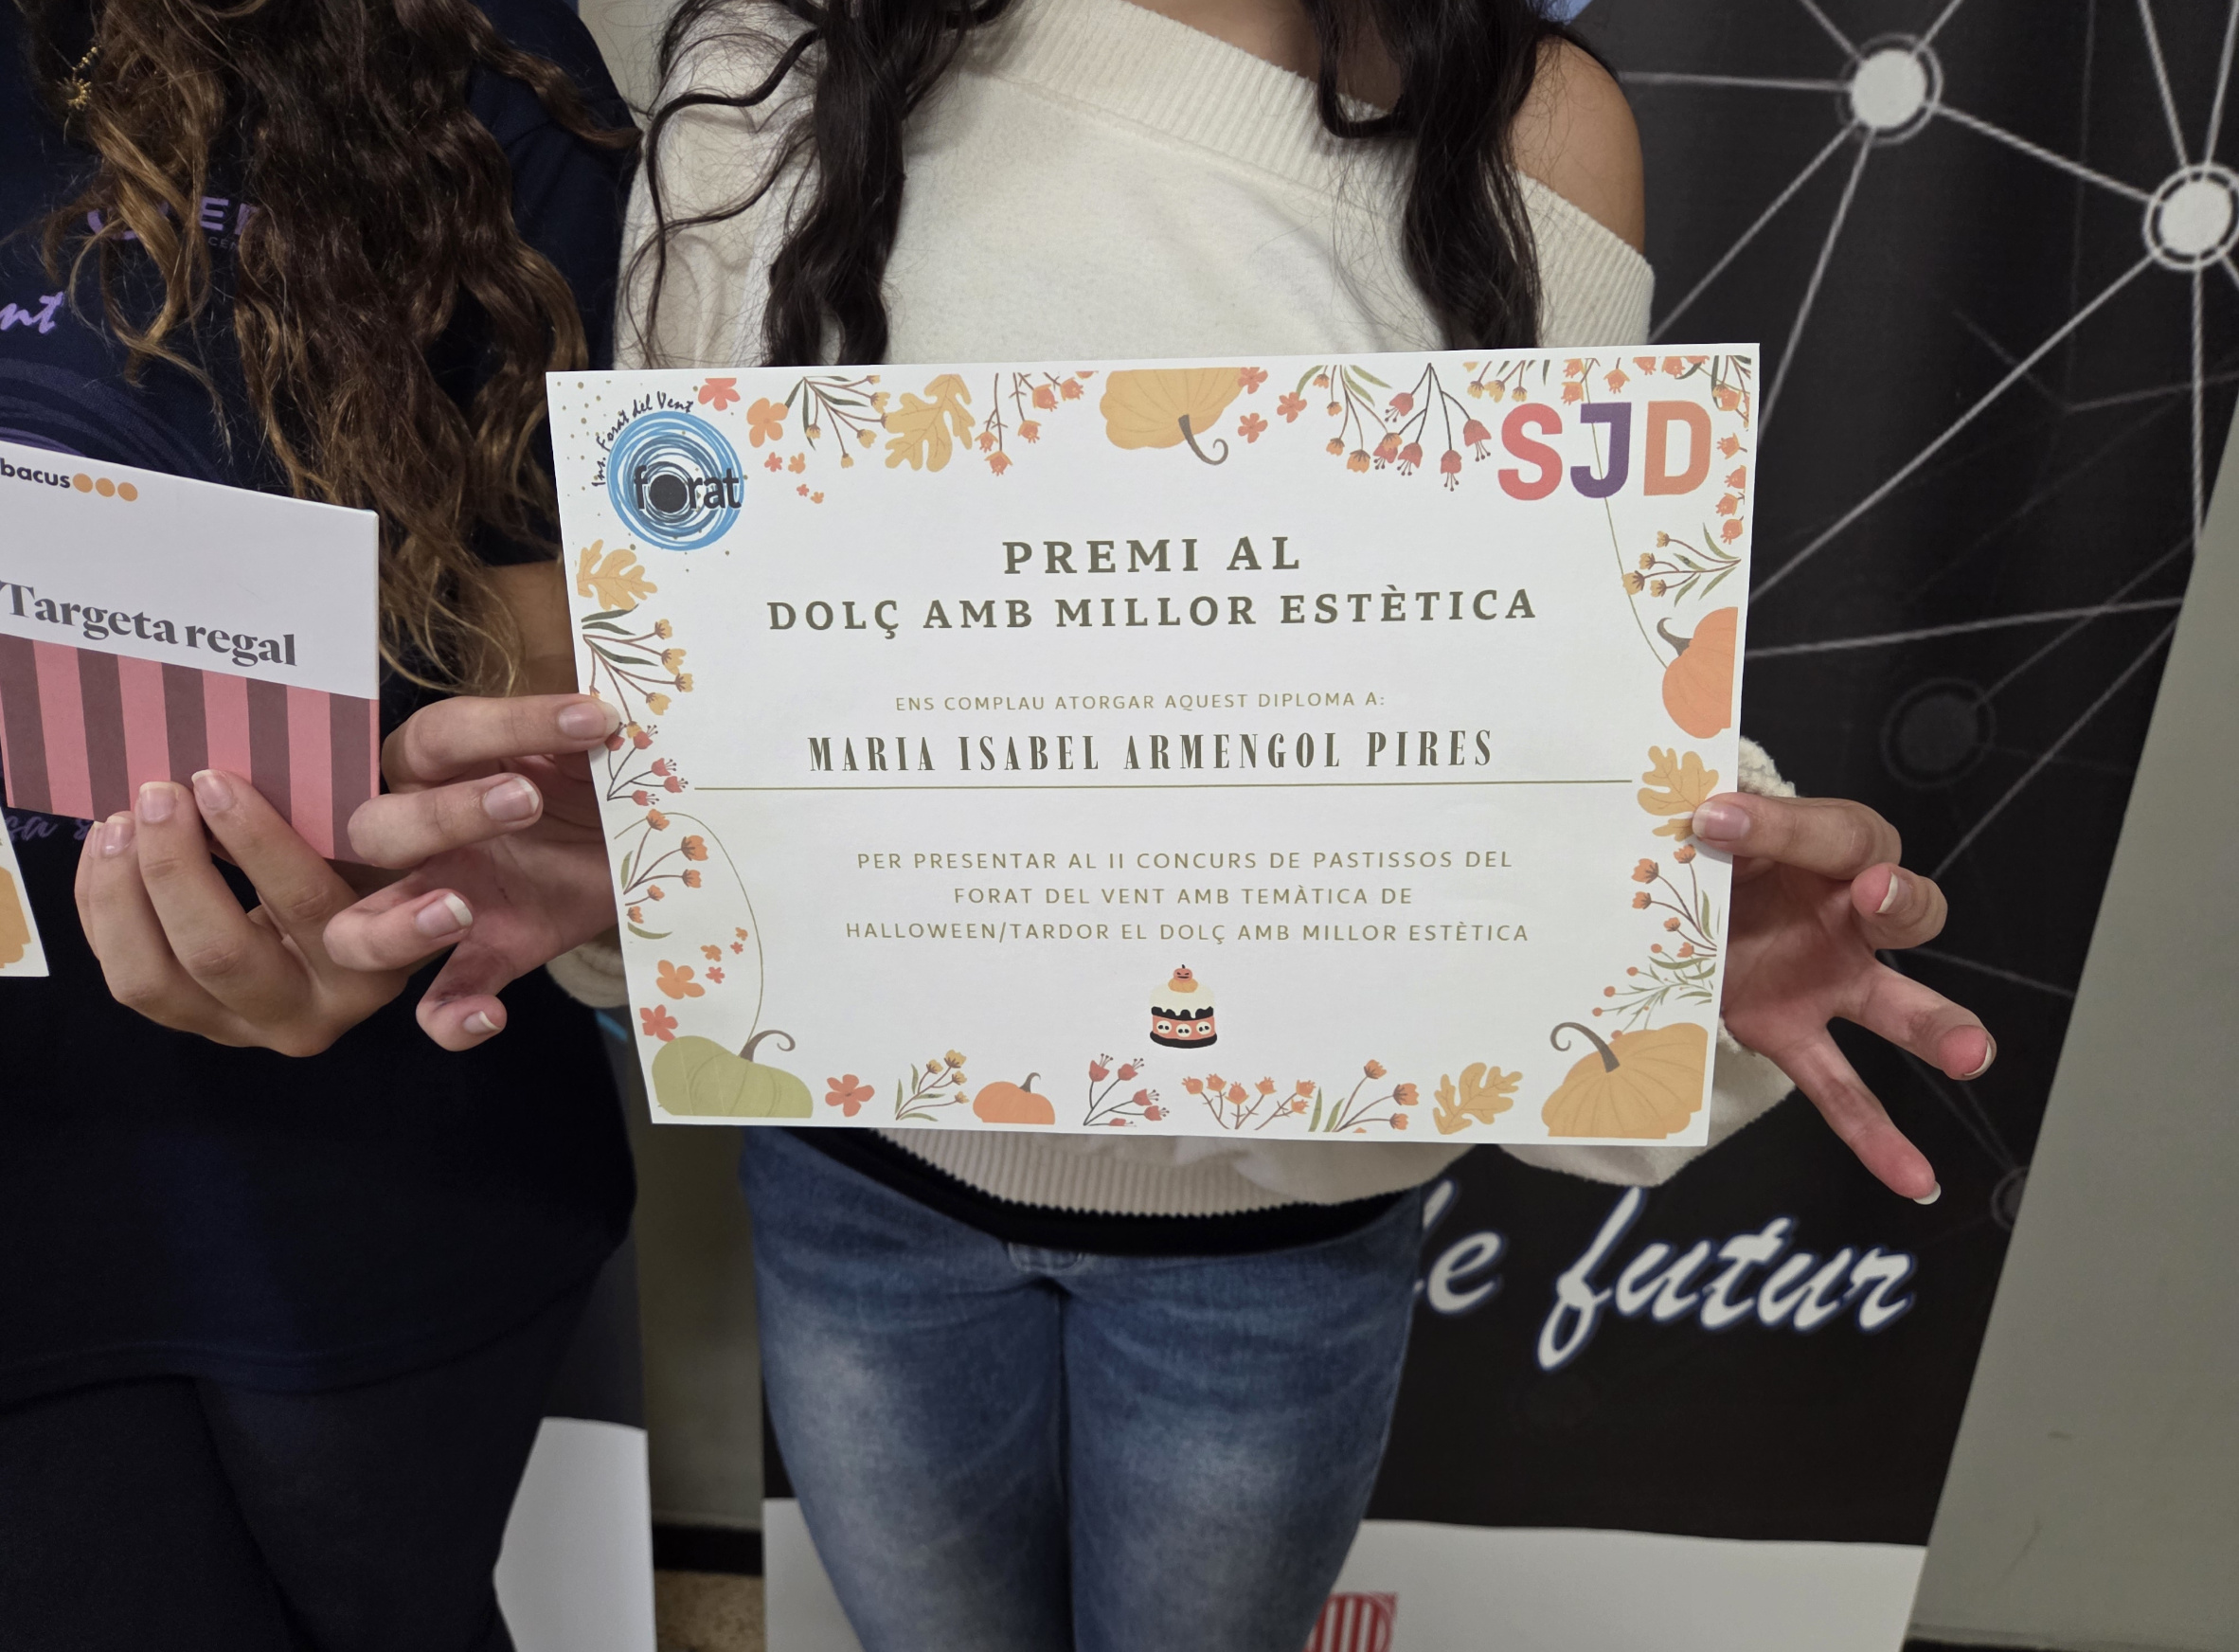 Ins. Forat del Vent
forat
SJD
PREMI AL
DOLÇ AMB MILLOR ESTÈTICA
ENS COMPLAU ATORGAR AQUEST DIPLOMA A:
MARIA ISABEL ARMENGOL PIRES
PER PRESENTAR AL II CONCURS DE PASTISSOS DEL
FORAT DEL VENT AMB TEMÀTICA DE
HALLOWEEN/TARDOR EL DOLÇ AMB MILLOR ESTÈTICA
bacus
Targeta regal
nt
de futur